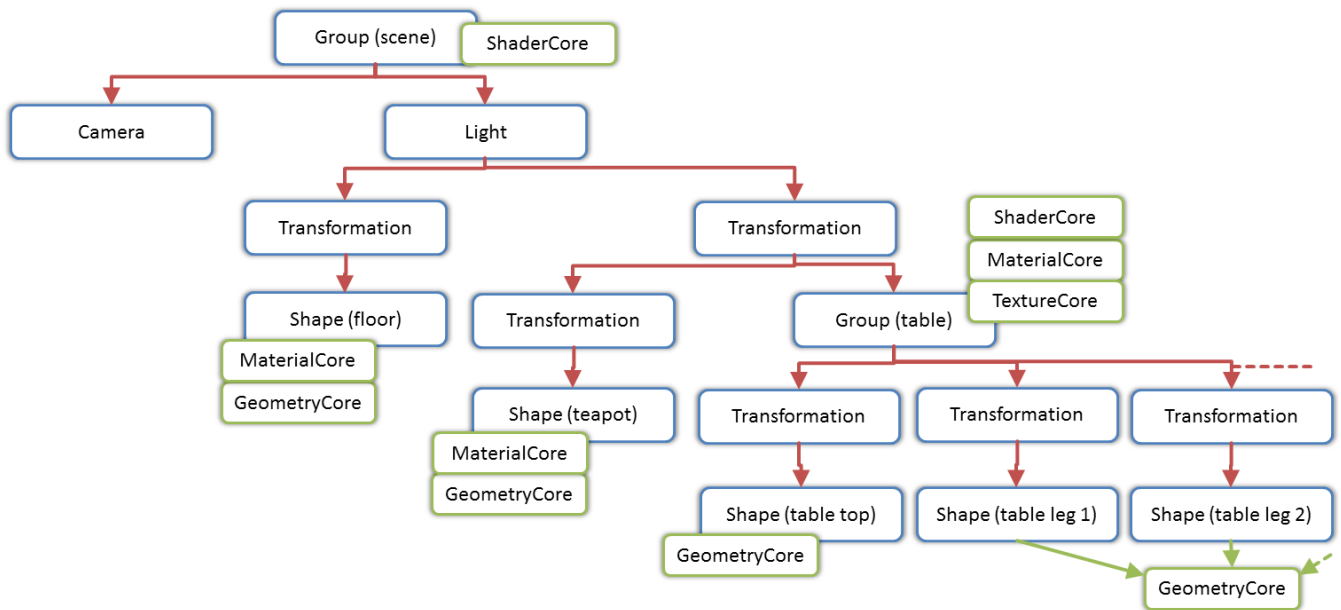 Group (scene)
ShaderCore
Camera
Light
Transformation
Transformation
ShaderCore
MaterialCore
TextureCore
Shape (floor)
MaterialCore
GeometryCore
Transformation
Group (table)
Shape (teapot)
MaterialCore
GeometryCore
Transformation
Transformation
Transformation
Shape (table top)
GeometryCore
Shape (table leg 1)
Shape (table leg 2)
GeometryCore